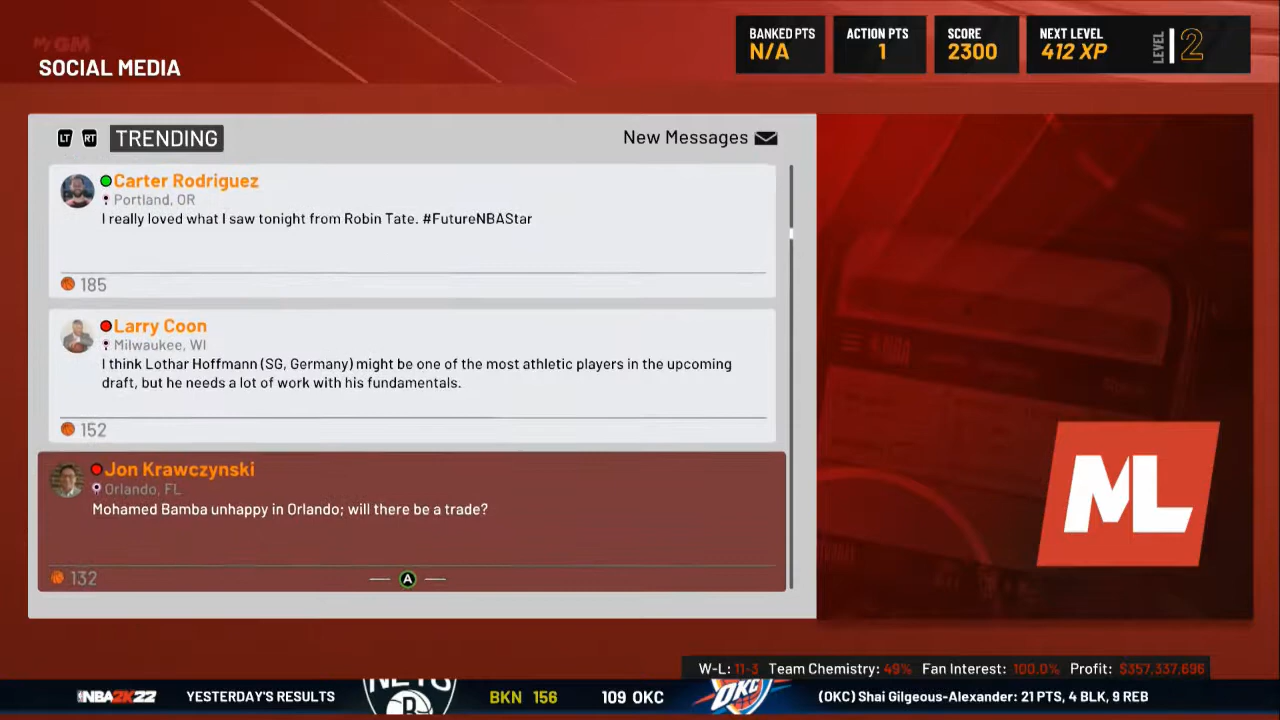 MyGM
SOCIAL MEDIA
BANKED PTS
N/A
ACTION PTS
1
SCORE
2300
NEXT LEVEL
412 XP
LEVEL
2
LT RT TRENDING
New Messages
Carter Rodriguez
Portland, OR
I really loved what I saw tonight from Robin Tate. #FutureNBAStar
185
Larry Coon
Milwaukee, WI
I think Lothar Hoffmann (SG, Germany) might be one of the most athletic players in the upcoming
draft, but he needs a lot of work with his fundamentals.
152
Jon Krawczynski
Orlando, FL
Mohamed Bamba unhappy in Orlando; will there be a trade?
132
A
ML
W-L: 11-3 Team Chemistry: 49% Fan Interest: 100.0% Profit: $357,337,696
NBA2K22 YESTERDAY'S RESULTS NETS B BKN 156 109 OKC OKC (OKC) Shai Gilgeous-Alexander: 21 PTS, 4 BLK, 9 REB